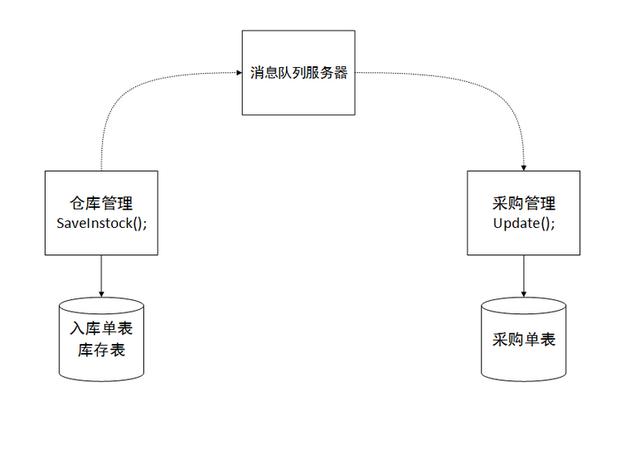 消息队列服务器
仓库管理
SaveInstock();
采购管理
Update();
入库单表
库存表
采购单表